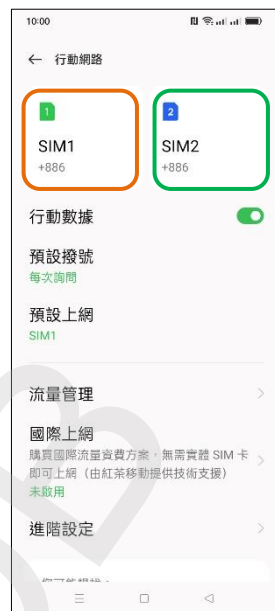 10:00
← 行動網路
1
SIM1
+886
2
SIM2
+886
行動數據
預設撥號
每次詢問
預設上網
SIM1
流量管理
國際上網
購買國際流量資費方案，無需實體 SIM 卡
即可上網（由紅茶移動提供技術支援）
未啟用
進階設定